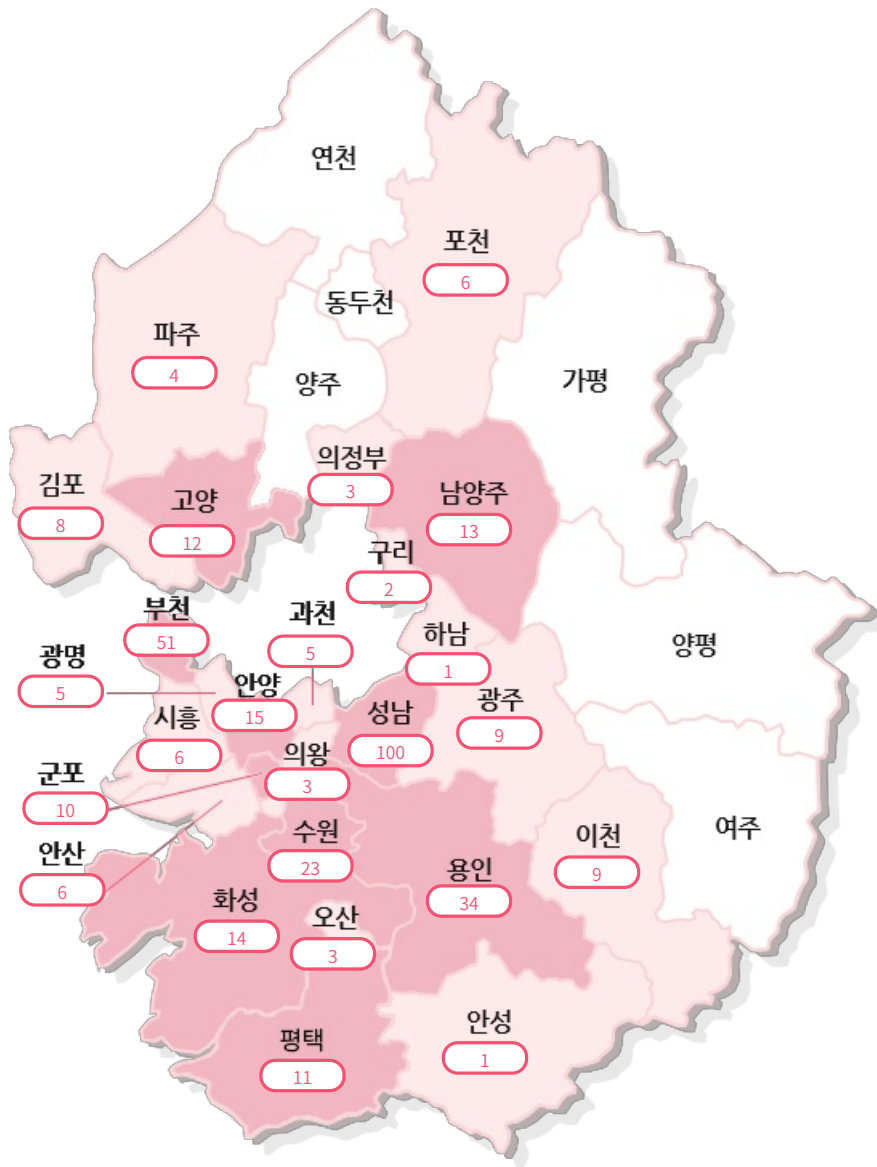 연천
포천
6
동두천
파주
4
양주
가평
의정부
3
김포
8
고양
12
남양주
13
구리
2
부천
51
과천
5
하남
1
양평
광명
5
안양
15
시흥
6
성남
100
광주
9
의왕
3
군포
10
수원
23
이천
9
여주
안산
6
용인
34
화성
14
오산
3
안성
1
평택
11